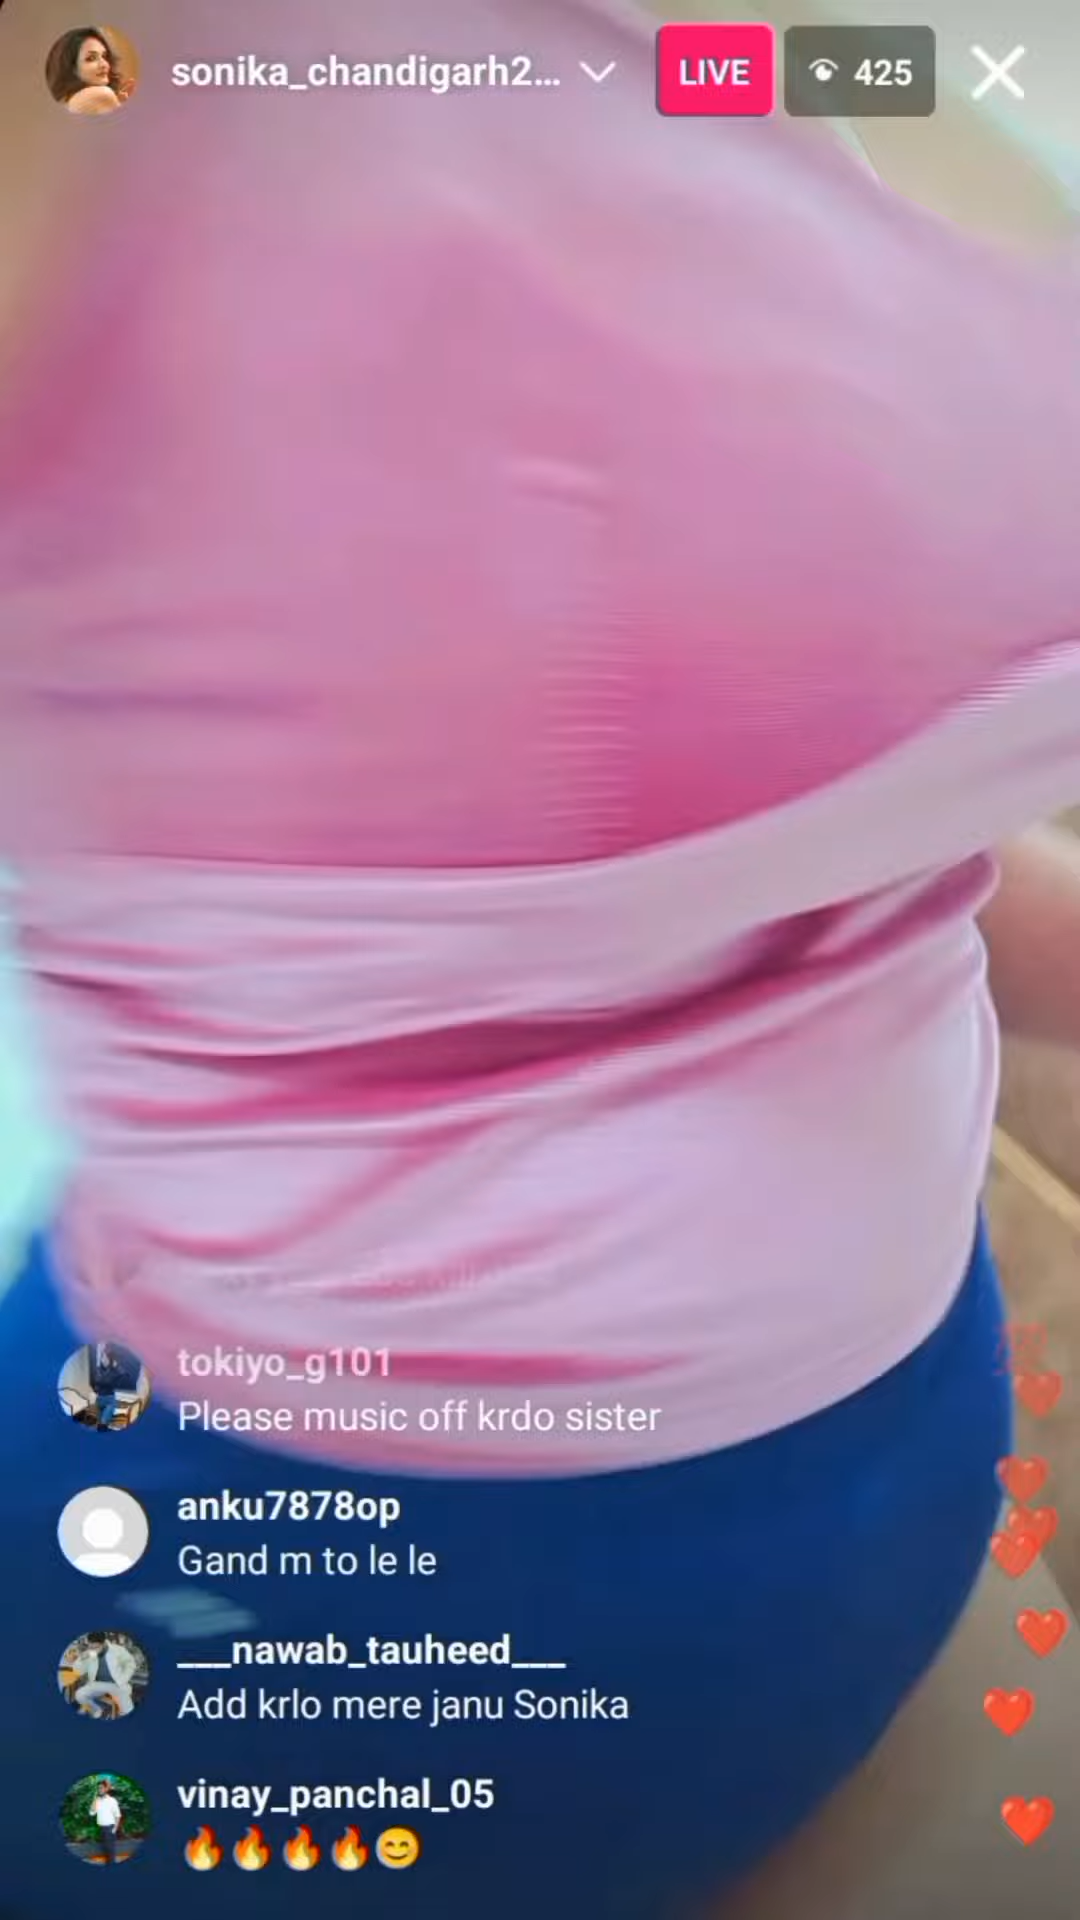 sonika_chandigarh2...
LIVE
425
tokiyo_g101
Please music off krdo sister
anku7878op
Gand m to le le
___nawab_tauheed___
Add krlo mere janu Sonika
vinay_panchal_05
🔥🔥🔥🔥😊